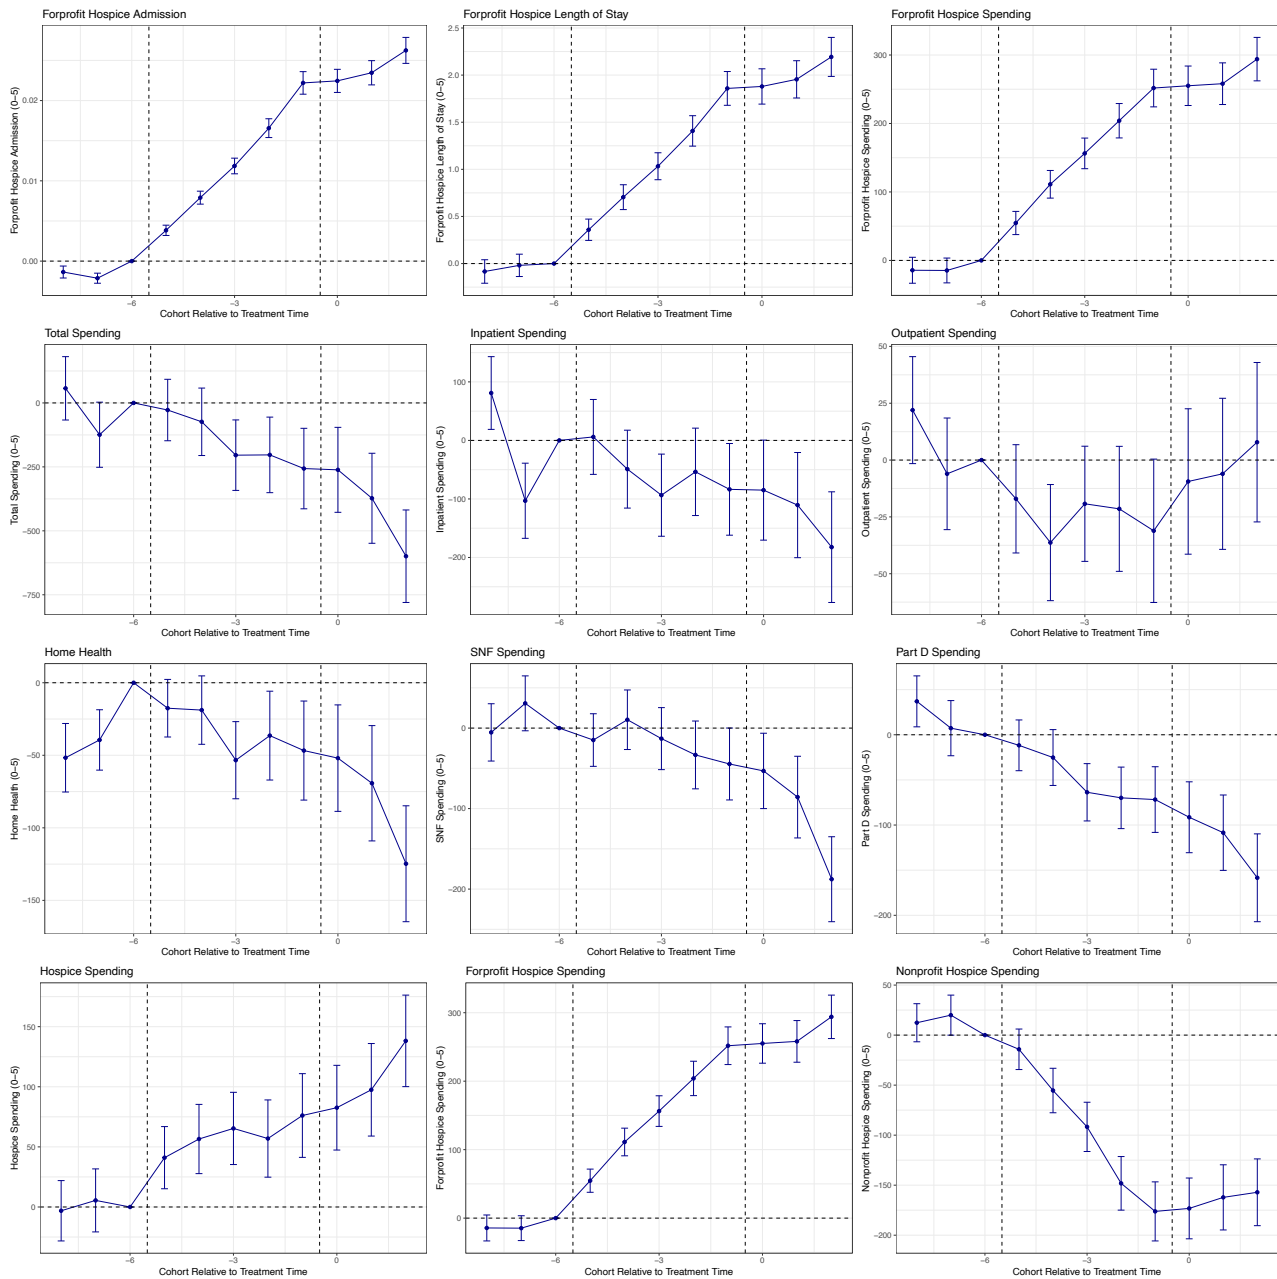 Forprofit Hospice Admission
Forprofit Hospice Admission (0−5)
0.02
0.01
0.00
−6
−3
0
Cohort Relative to Treatment Time
Forprofit Hospice Length of Stay
Forprofit Hospice Length of Stay (0−5)
2.5
2.0
1.5
1.0
0.5
0.0
−6
−3
0
Cohort Relative to Treatment Time
Forprofit Hospice Spending
Forprofit Hospice Spending (0−5)
300
200
100
0
−6
−3
0
Cohort Relative to Treatment Time
Total Spending
Total Spending (0−5)
0
−250
−500
−750
−6
−3
0
Cohort Relative to Treatment Time
Inpatient Spending
Inpatient Spending (0−5)
100
0
−100
−200
−6
−3
0
Cohort Relative to Treatment Time
Outpatient Spending
Outpatient Spending (0−5)
50
25
0
−25
−50
−6
−3
0
Cohort Relative to Treatment Time
Home Health
Home Health (0−5)
0
−50
−100
−150
−6
−3
0
Cohort Relative to Treatment Time
SNF Spending
SNF Spending (0−5)
0
−100
−200
−6
−3
0
Cohort Relative to Treatment Time
Part D Spending
Part D Spending (0−5)
0
−100
−200
−6
−3
0
Cohort Relative to Treatment Time
Hospice Spending
Hospice Spending (0−5)
150
100
50
0
−6
−3
0
Cohort Relative to Treatment Time
Forprofit Hospice Spending
Forprofit Hospice Spending (0−5)
300
200
100
0
−6
−3
0
Cohort Relative to Treatment Time
Nonprofit Hospice Spending
Nonprofit Hospice Spending (0−5)
50
0
−50
−100
−150
−200
−6
−3
0
Cohort Relative to Treatment Time